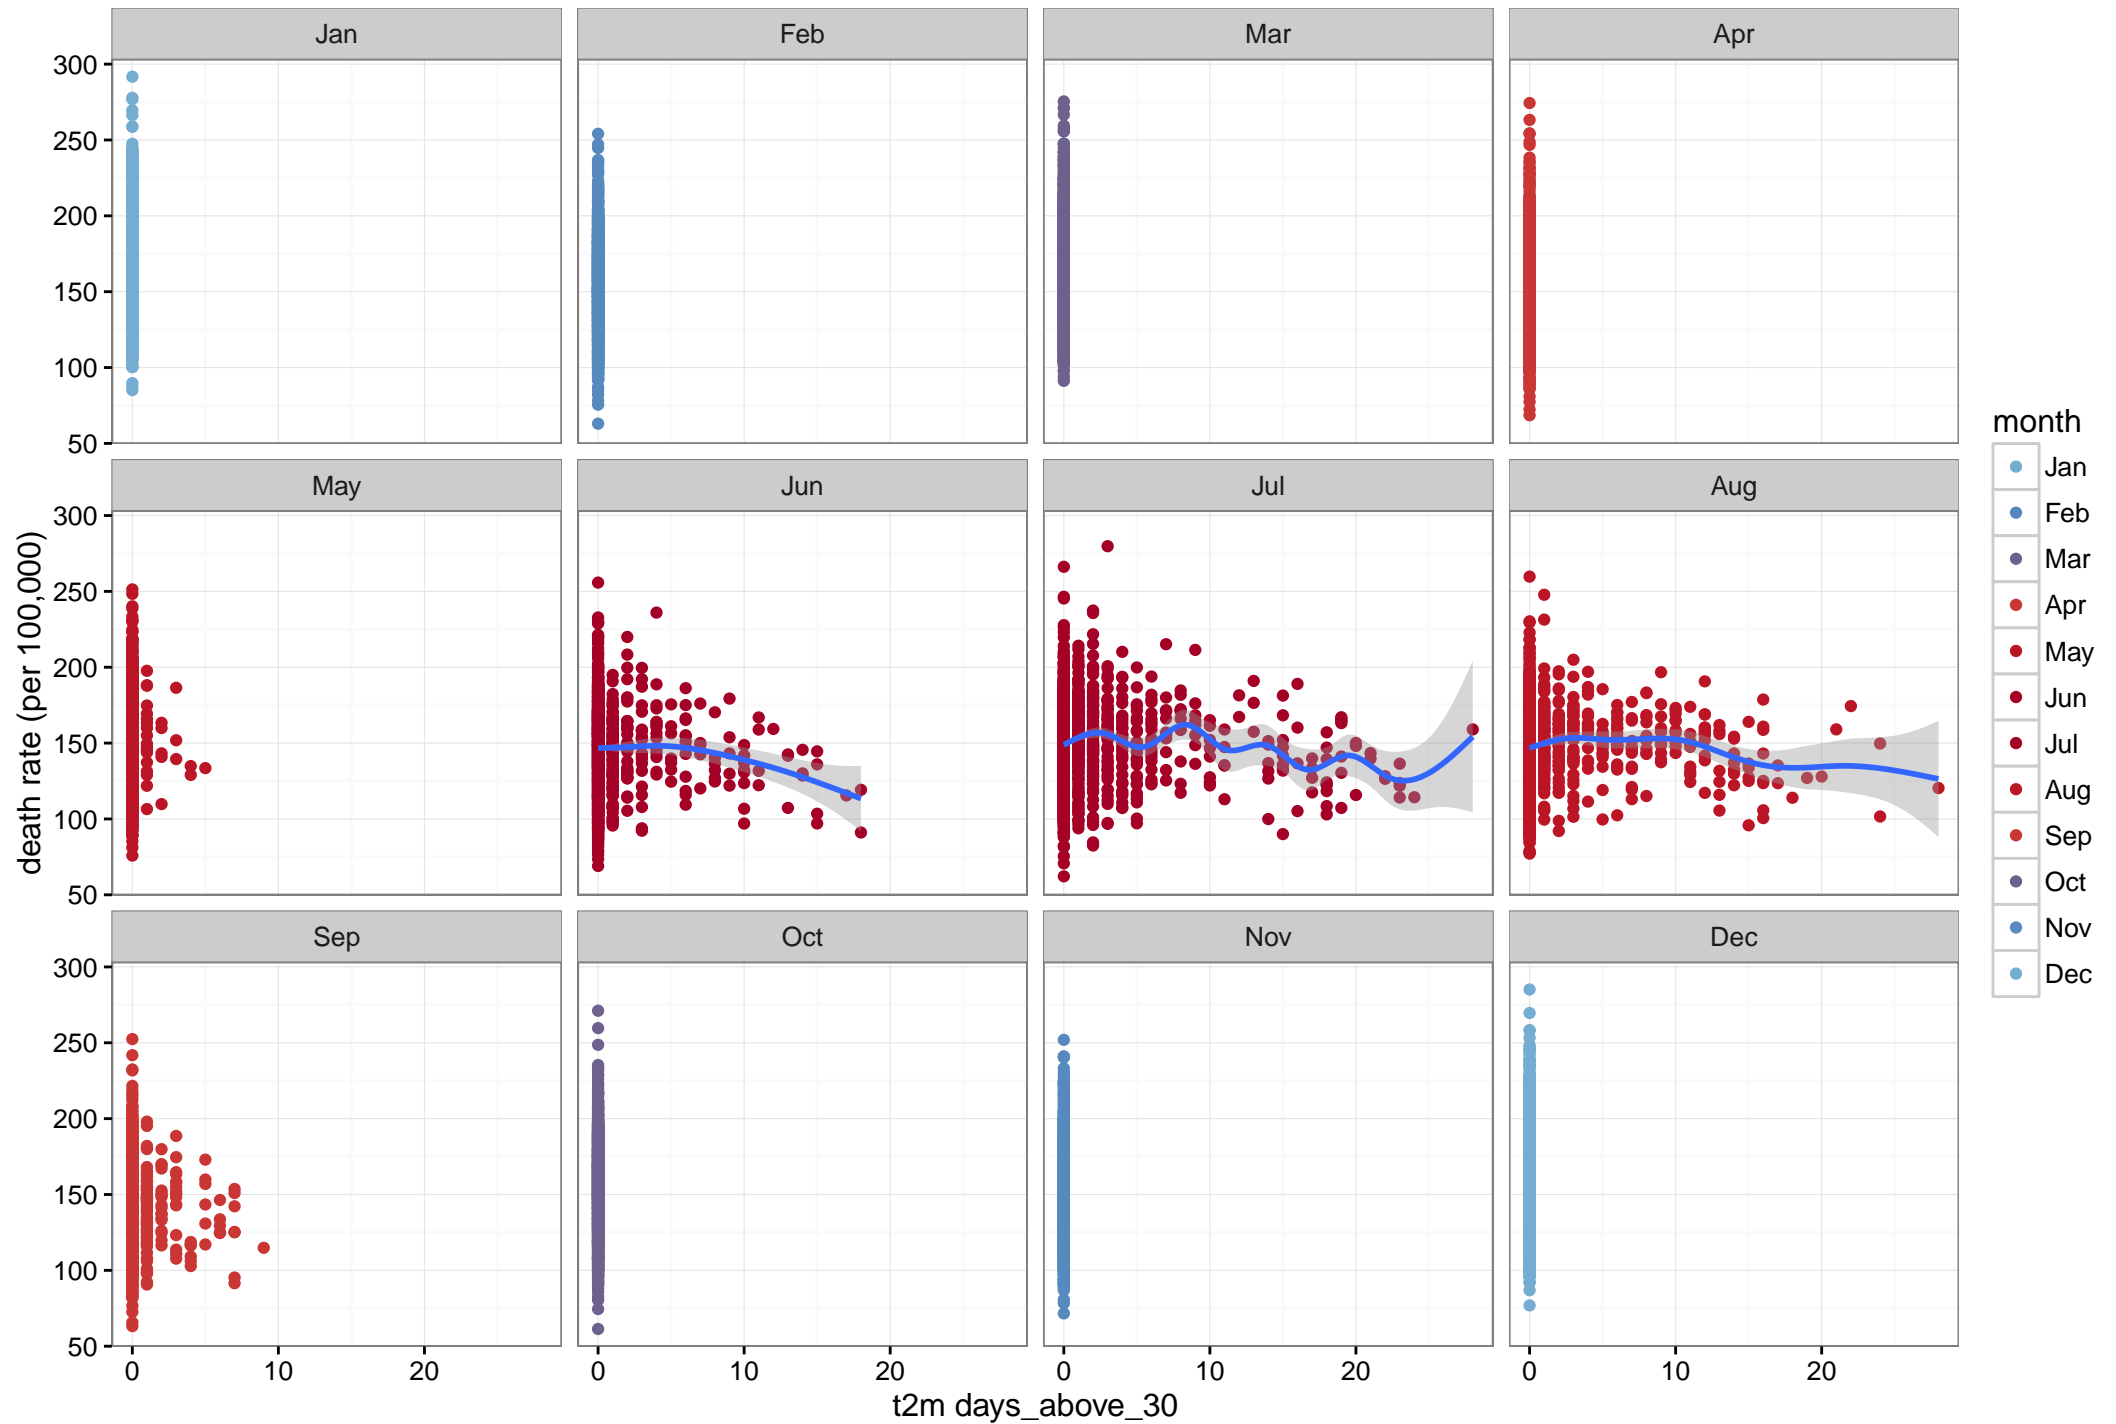 Jan Feb Mar Apr
300
250
200
150
100
50
May Jun Jul Aug
300
250
200
150
100
50
Sep Oct Nov Dec
300
250
200
150
100
50
0 10 20 0 10 20 0 10 20 0 10 20
t2m days_above_30
death rate (per 100,000)
month
Jan
Feb
Mar
Apr
May
Jun
Jul
Aug
Sep
Oct
Nov
Dec